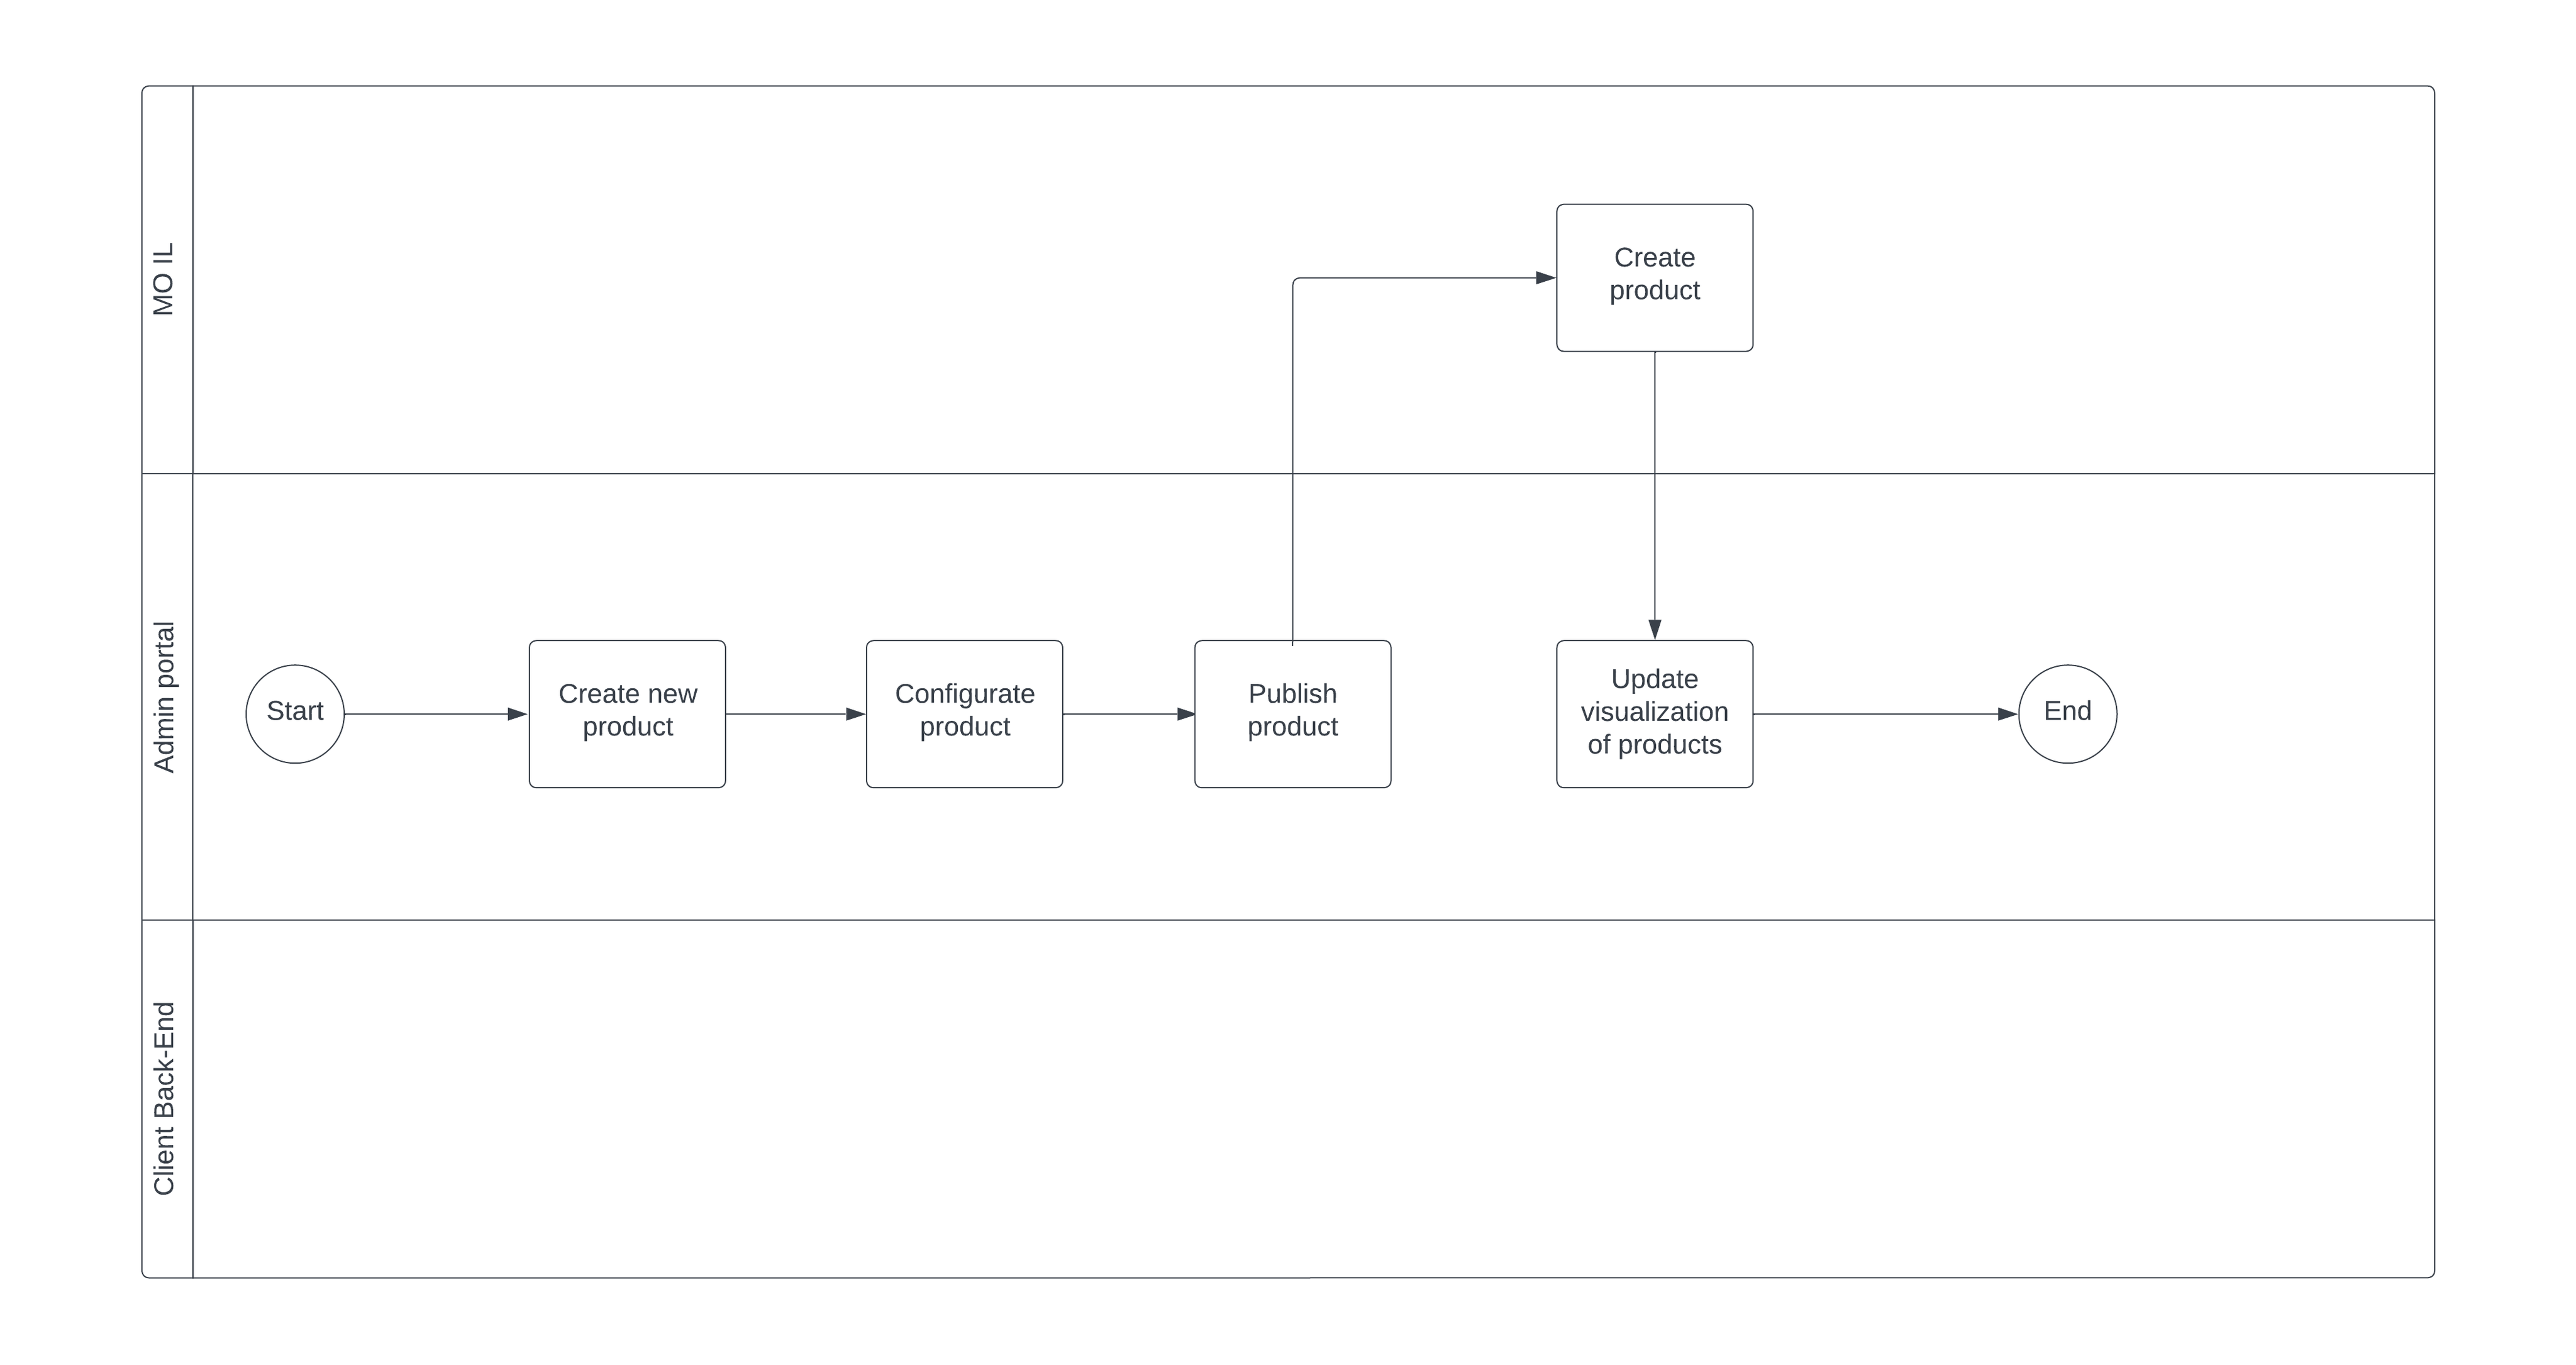 MO IL
Create
product
Admin portal
Start
Create new
product
Configurate
product
Publish
product
Update
visualization
of products
End
Client Back-End